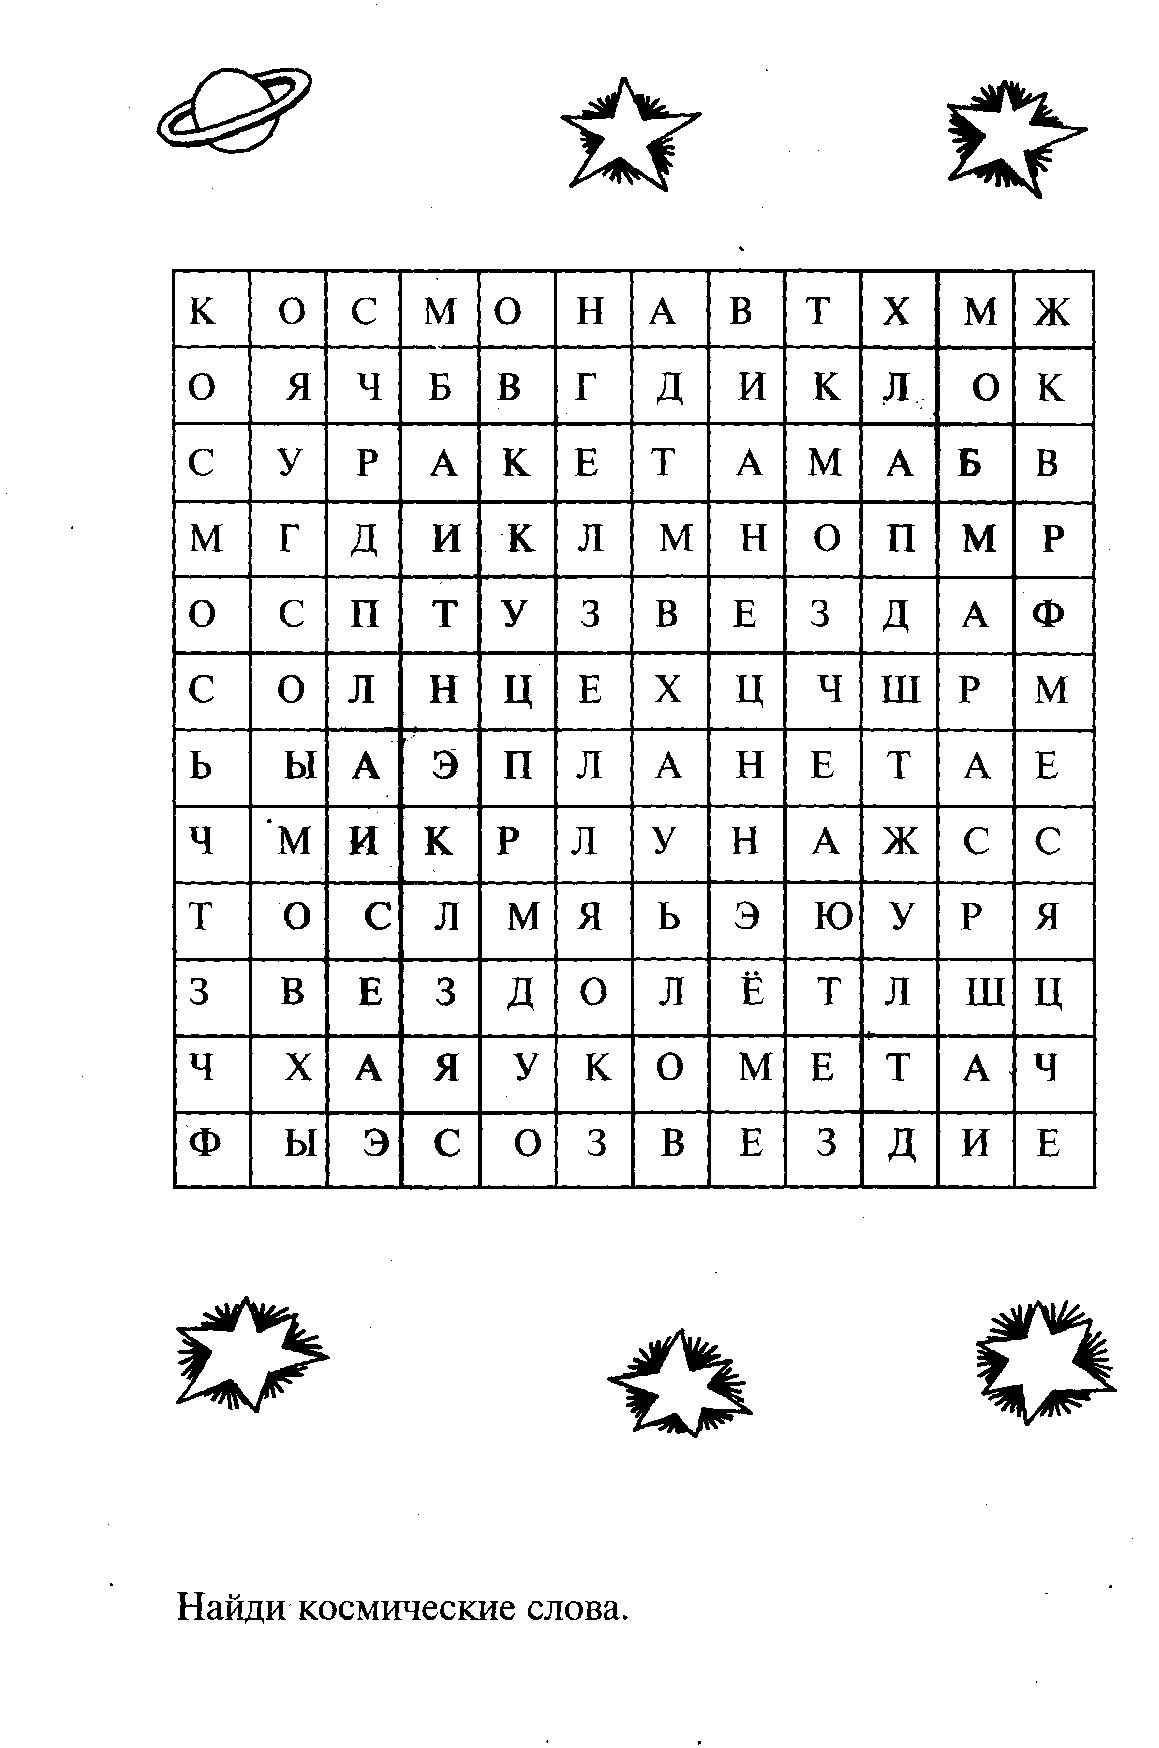 К О С М О Н А В Т Х М Ж
О Я Ч Б В Г Д И К Л О К
С У Р А К Е Т А М А Б В
М Г Д И К Л М Н О П М Р
О С П Т У З В Е З Д А Ф
С О Л Н Ц Е Х Ц Ч Ш Р М
Ь Ы А Э П Л А Н Е Т А Е
Ч М И К Р Л У Н А Ж С С
Т О С Л М Я Ь Э Ю У Р Я
З В Е З Д О Л Ё Т Л Ш Ц
Ч Х А Я У К О М Е Т А Ч
Ф Ы Э С О З В Е З Д И Е
Найди космические слова.